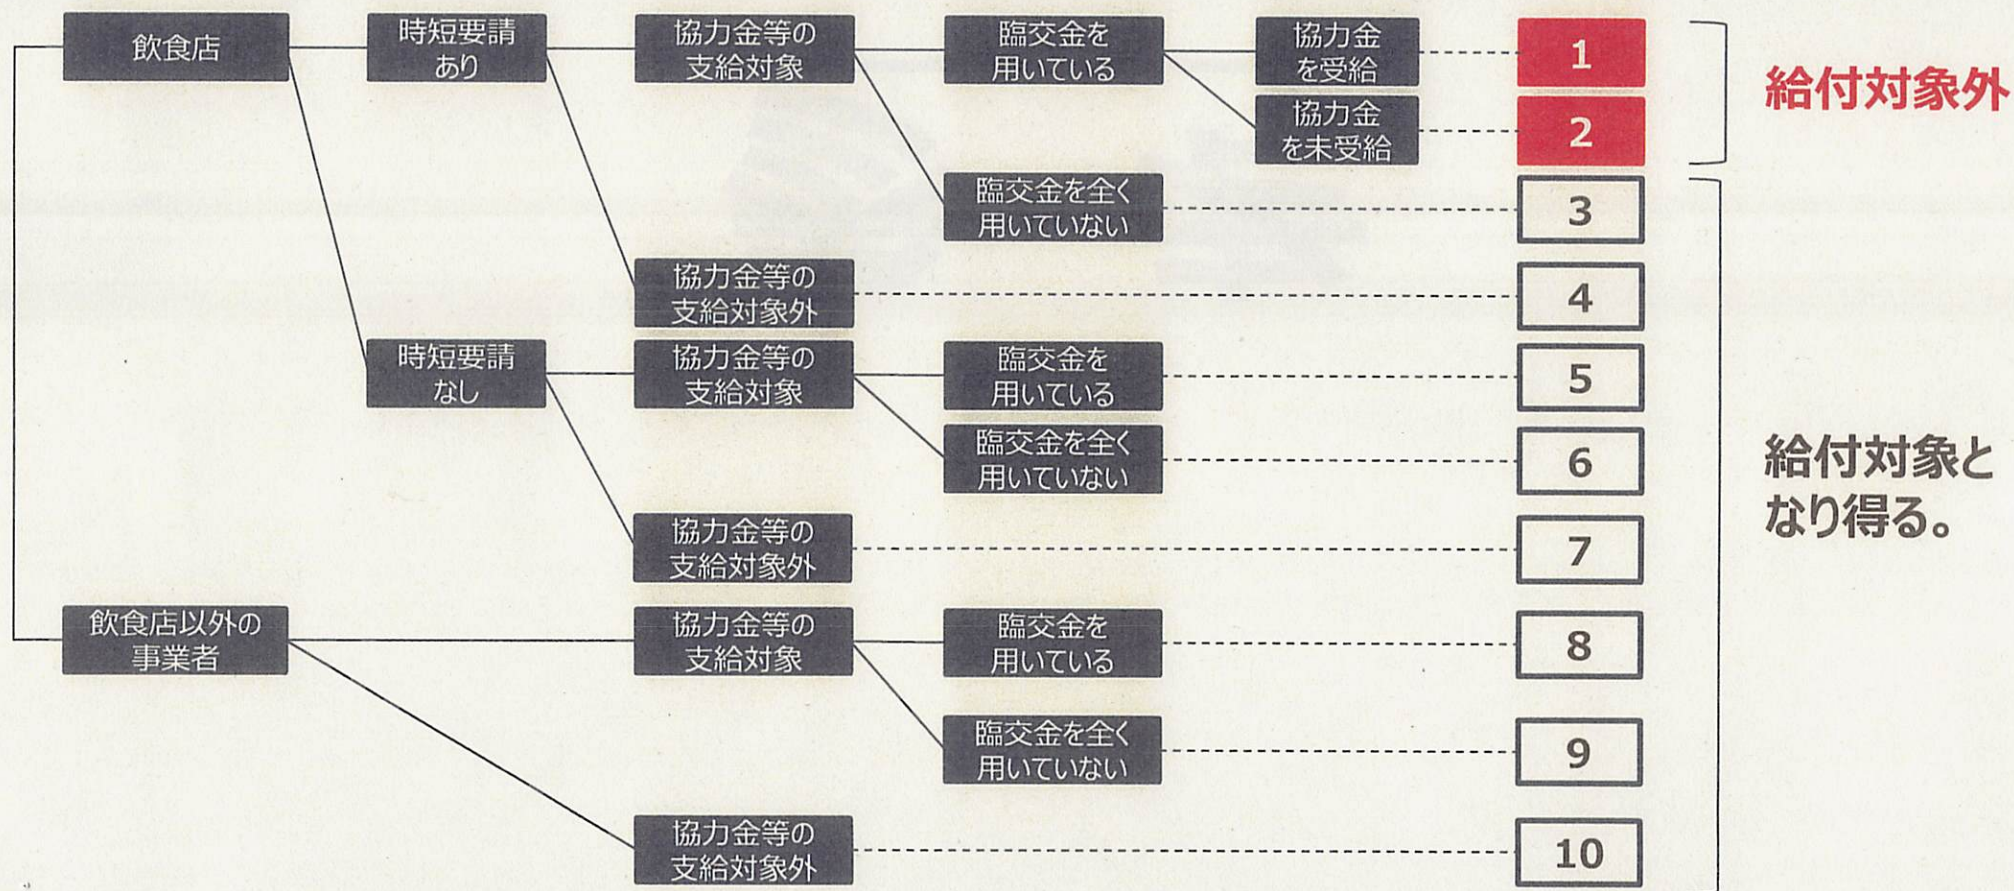 飲食店
時短要請
あり
協力金等の
支給対象
臨交金を
用いている
協力金
を受給
1
給付対象外
協力金
を未受給
2
臨交金を全く
用いていない
3
協力金等の
支給対象外
4
時短要請
なし
協力金等の
支給対象
臨交金を
用いている
5
臨交金を全く
用いていない
6
給付対象と
なり得る。
協力金等の
支給対象外
7
飲食店以外の
事業者
協力金等の
支給対象
臨交金を
用いている
8
臨交金を全く
用いていない
9
協力金等の
支給対象外
10